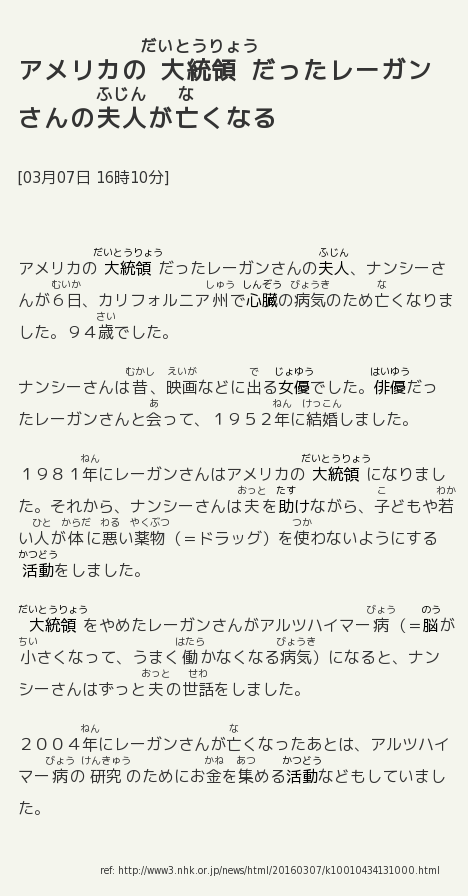 だいとうりょう
アメリカの 大統領 だったレーガン
ふじん な
さんの夫人が亡くなる
[03月07日 16時10分]
だいとうりょう ふじん
アメリカの 大統領 だったレーガンさんの夫人、ナンシーさ
むいか しゅう しんぞう びょうき な
んが６日、カリフォルニア州で心臓の病気のため亡くなりま
さい
した。９４歳でした。
むかし えいが で じょゆう はいゆう
ナンシーさんは昔、映画などに出る女優でした。俳優だっ
あ ねん けっこん
たレーガンさんと会って、１９５２年に結婚しました。
ねん だいとうりょう
１９８１年にレーガンさんはアメリカの 大統領 になりまし
おっと たす こ わか
た。それから、ナンシーさんは夫を助けながら、子どもや若
ひと からだ わる やくぶつ つか
い人が体に悪い薬物（＝ドラッグ）を使わないようにする
かつどう
活動をしました。
だいとうりょう びょう のう
大統領 をやめたレーガンさんがアルツハイマー病（＝脳が
ちい はたら びょうき
小さくなって、うまく働かなくなる病気）になると、ナン
おっと せわ
シーさんはずっと夫の世話をしました。
ねん な
２００４年にレーガンさんが亡くなったあとは、アルツハイ
びょう けんきゅう かね あつ かつどう
マー病の 研究 のためにお金を集める活動などもしていまし
た。
ref: http://www3.nhk.or.jp/news/html/20160307/k10010434131000.html